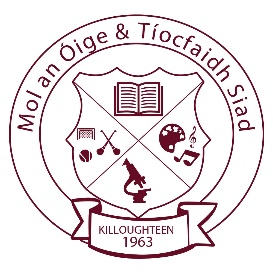 Mol an Óige & Tíocfaidh Siad
KILLOUGHTEEN
1963